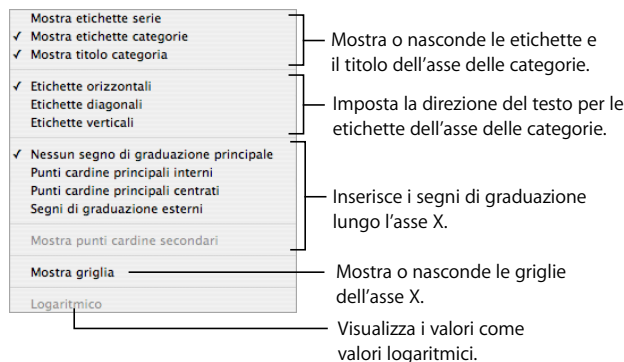 Mostra etichette serie
✓ Mostra etichette categorie
✓ Mostra titolo categoria
Mostra o nasconde le etichette e
il titolo dell'asse delle categorie.
✓ Etichette orizzontali
Etichette diagonali
Etichette verticali
Imposta la direzione del testo per le
etichette dell'asse delle categorie.
✓ Nessun segno di graduazione principale
Punti cardine principali interni
Punti cardine principali centrati
Segni di graduazione esterni
Mostra punti cardine secondari
Inserisce i segni di graduazione
lungo l'asse X.
Mostra griglia
Mostra o nasconde le griglie
dell'asse X.
Logaritmico
Visualizza i valori come
valori logaritmici.